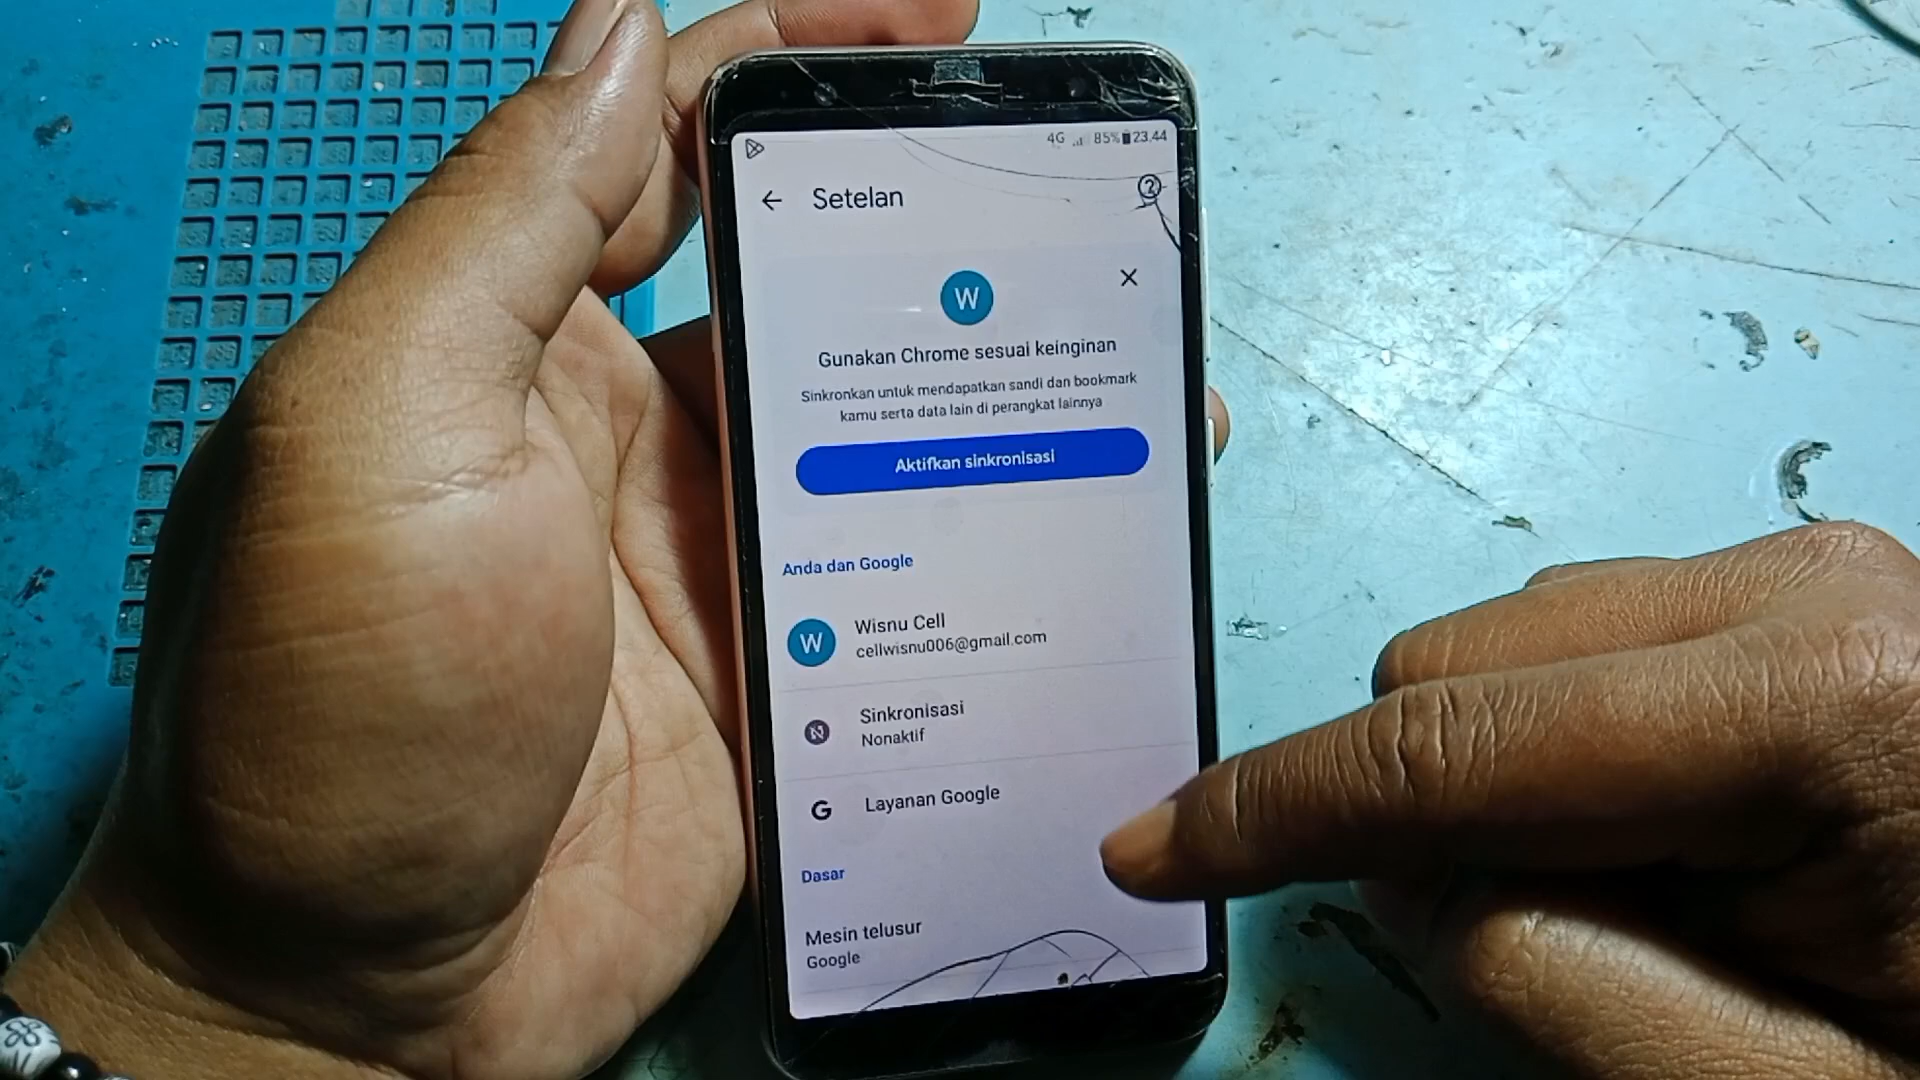 4G 85% 23.44
Setelan
W
Gunakan Chrome sesuai keinginan
Sinkronkan untuk mendapatkan sandi dan bookmark
kamu serta data lain di perangkat lainnya
Aktifkan sinkronisasi
Anda dan Google
W
Wisnu Cell
cellwisnu006@gmail.com
Sinkronisasi
Nonaktif
G
Layanan Google
Dasar
Mesin telusur
Google